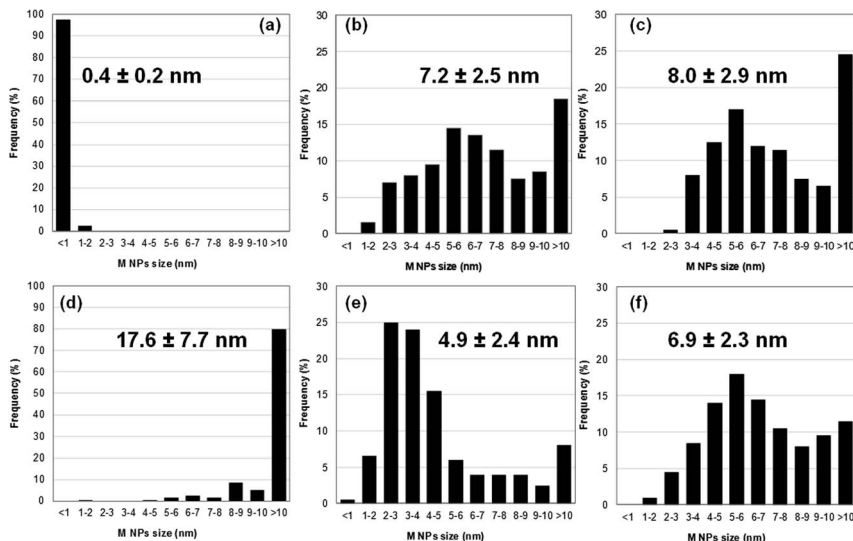 (a)
0.4 ± 0.2 nm
Frequency (%)
100
90
80
70
60
50
40
30
20
10
0
<1 1-2 2-3 3-4 4-5 5-6 6-7 7-8 8-9 9-10 >10
M NPs size (nm)
(b)
7.2 ± 2.5 nm
Frequency (%)
30
25
20
15
10
5
0
<1 1-2 2-3 3-4 4-5 5-6 6-7 7-8 8-9 9-10 >10
M NPs size (nm)
(c)
8.0 ± 2.9 nm
Frequency (%)
30
25
20
15
10
5
0
<1 1-2 2-3 3-4 4-5 5-6 6-7 7-8 8-9 9-10 >10
M NPs size (nm)
(d)
17.6 ± 7.7 nm
Frequency (%)
100
90
80
70
60
50
40
30
20
10
0
<1 1-2 2-3 3-4 4-5 5-6 6-7 7-8 8-9 9-10 >10
M NPs size (nm)
(e)
4.9 ± 2.4 nm
Frequency (%)
30
25
20
15
10
5
0
<1 1-2 2-3 3-4 4-5 5-6 6-7 7-8 8-9 9-10 >10
M NPs size (nm)
(f)
6.9 ± 2.3 nm
Frequency (%)
30
25
20
15
10
5
0
<1 1-2 2-3 3-4 4-5 5-6 6-7 7-8 8-9 9-10 >10
M NPs size (nm)